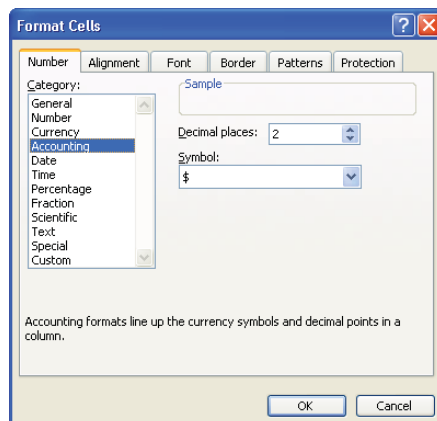 Format Cells
Number Alignment Font Border Patterns Protection
Category:
General
Number
Currency
Accounting
Date
Time
Percentage
Fraction
Scientific
Text
Special
Custom
Sample
Decimal places: 2
Symbol:
$
Accounting formats line up the currency symbols and decimal points in a
column.
OK Cancel